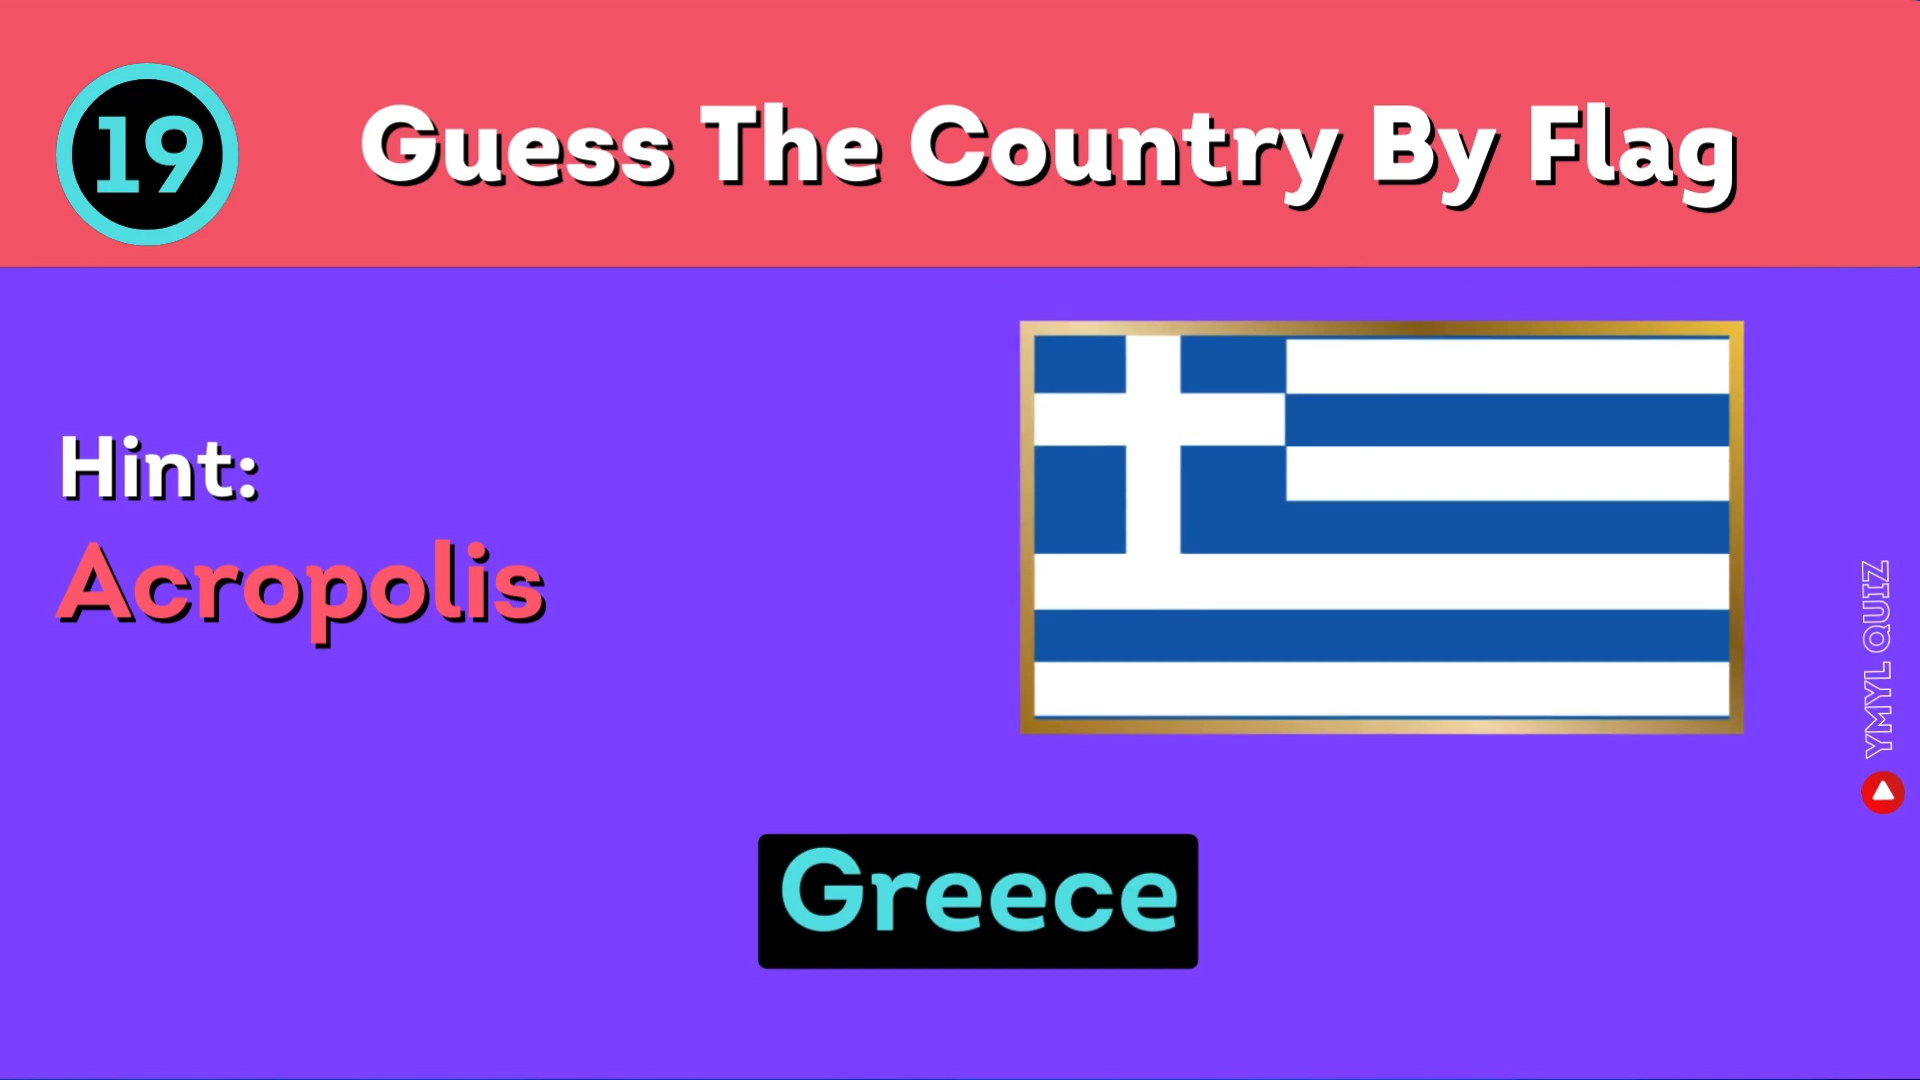 19
Guess The Country By Flag
Hint:
Acropolis
YMYL QUIZ
Greece